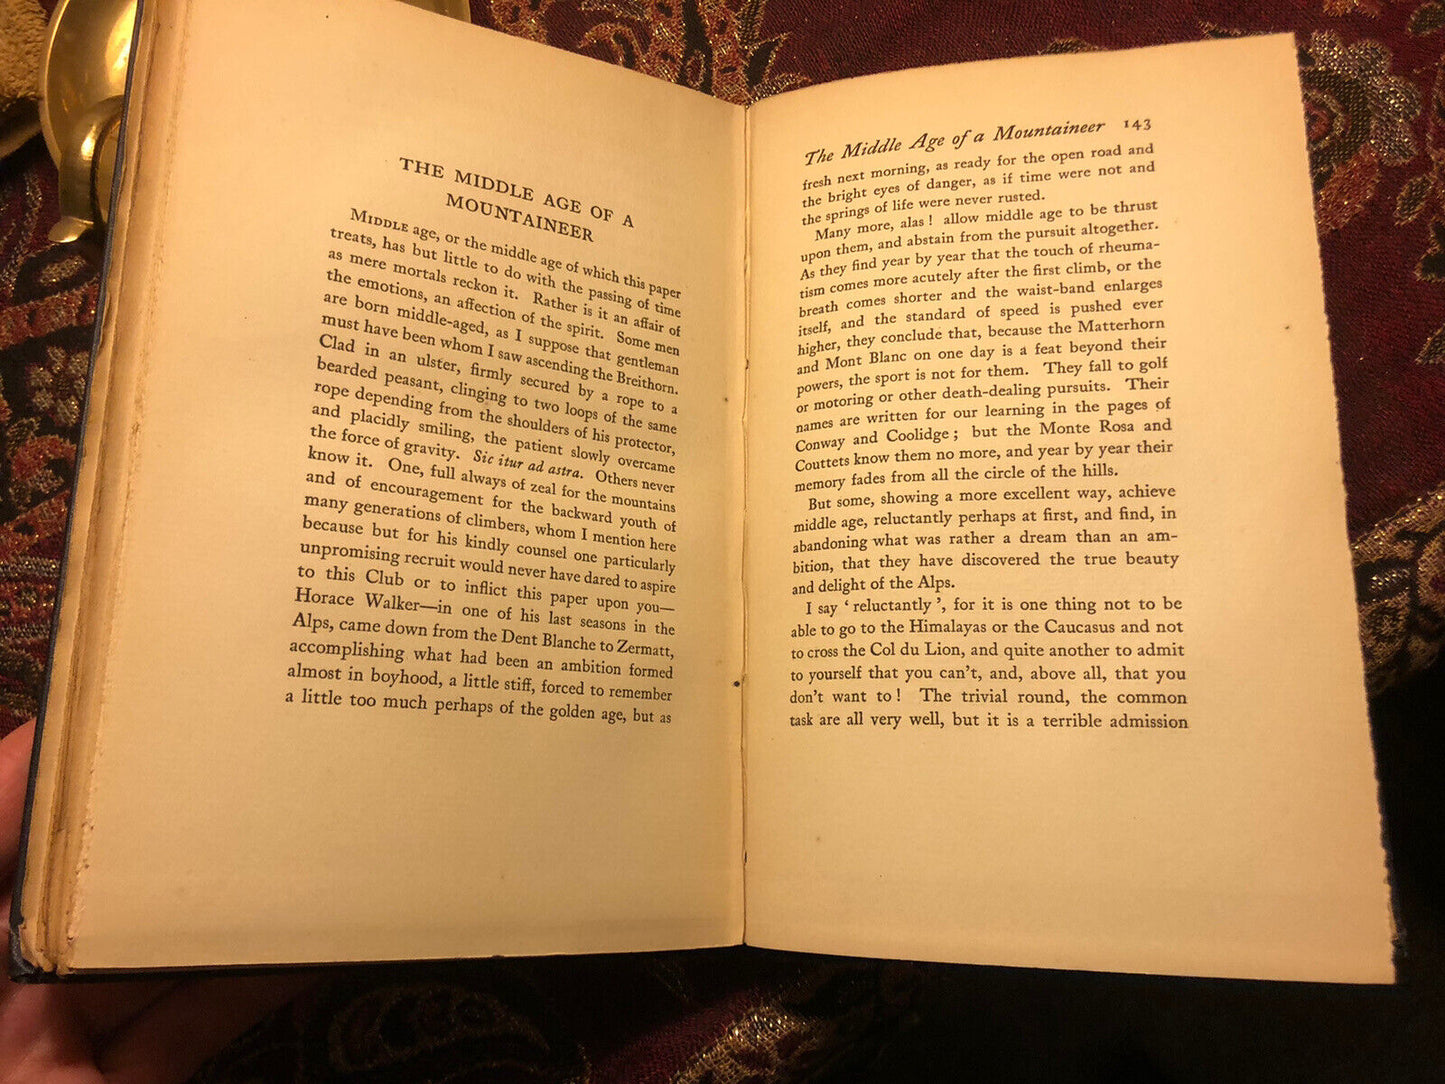 THE MIDDLE AGE OF A
MOUNTAINEER
MIDDLE age, or the middle age of which this paper
treats, has but little to do with the passing of time
as mere mortals reckon it. Rather is it an affair of
the emotions, an affection of the spirit. Some men
are born middle-aged, as I suppose that gentleman
must have been whom I saw ascending the Breithorn.
Clad in an ulster, firmly secured by a rope to a
bearded peasant, clinging to two loops of the same
rope depending from the shoulders of his protector,
and placidly smiling, the patient slowly overcame
the force of gravity. Sic itur ad astra. Others never
know it. One, full always of zeal for the mountains
and of encouragement for the backward youth of
many generations of climbers, whom I mention here
because but for his kindly counsel one particularly
unpromising recruit would never have dared to aspire
to this Club or to inflict this paper upon you—
Horace Walker—in one of his last seasons in the
Alps, came down from the Dent Blanche to Zermatt,
accomplishing what had been an ambition formed
almost in boyhood, a little stiff, forced to remember
a little too much perhaps of the golden age, but as
The Middle Age of a Mountaineer 143
fresh next morning, as ready for the open road and
the bright eyes of danger, as if time were not and
the springs of life were never rusted.
Many more, alas! allow middle age to be thrust
upon them, and abstain from the pursuit altogether.
As they find year by year that the touch of rheuma-
tism comes more acutely after the first climb, or the
breath comes shorter and the waist-band enlarges
itself, and the standard of speed is pushed ever
higher, they conclude that, because the Matterhorn
and Mont Blanc on one day is a feat beyond their
powers, the sport is not for them. They fall to golf
or motoring or other death-dealing pursuits. Their
names are written for our learning in the pages of
Conway and Coolidge; but the Monte Rosa and
Couttets know them no more, and year by year their
memory fades from all the circle of the hills.
But some, showing a more excellent way, achieve
middle age, reluctantly perhaps at first, and find, in
abandoning what was rather a dream than an am-
bition, that they have discovered the true beauty
and delight of the Alps.
I say ‘reluctantly’, for it is one thing not to be
able to go to the Himalayas or the Caucasus and not
to cross the Col du Lion, and quite another to admit
to yourself that you can't, and, above all, that you
don't want to! The trivial round, the common
task are all very well, but it is a terrible admission